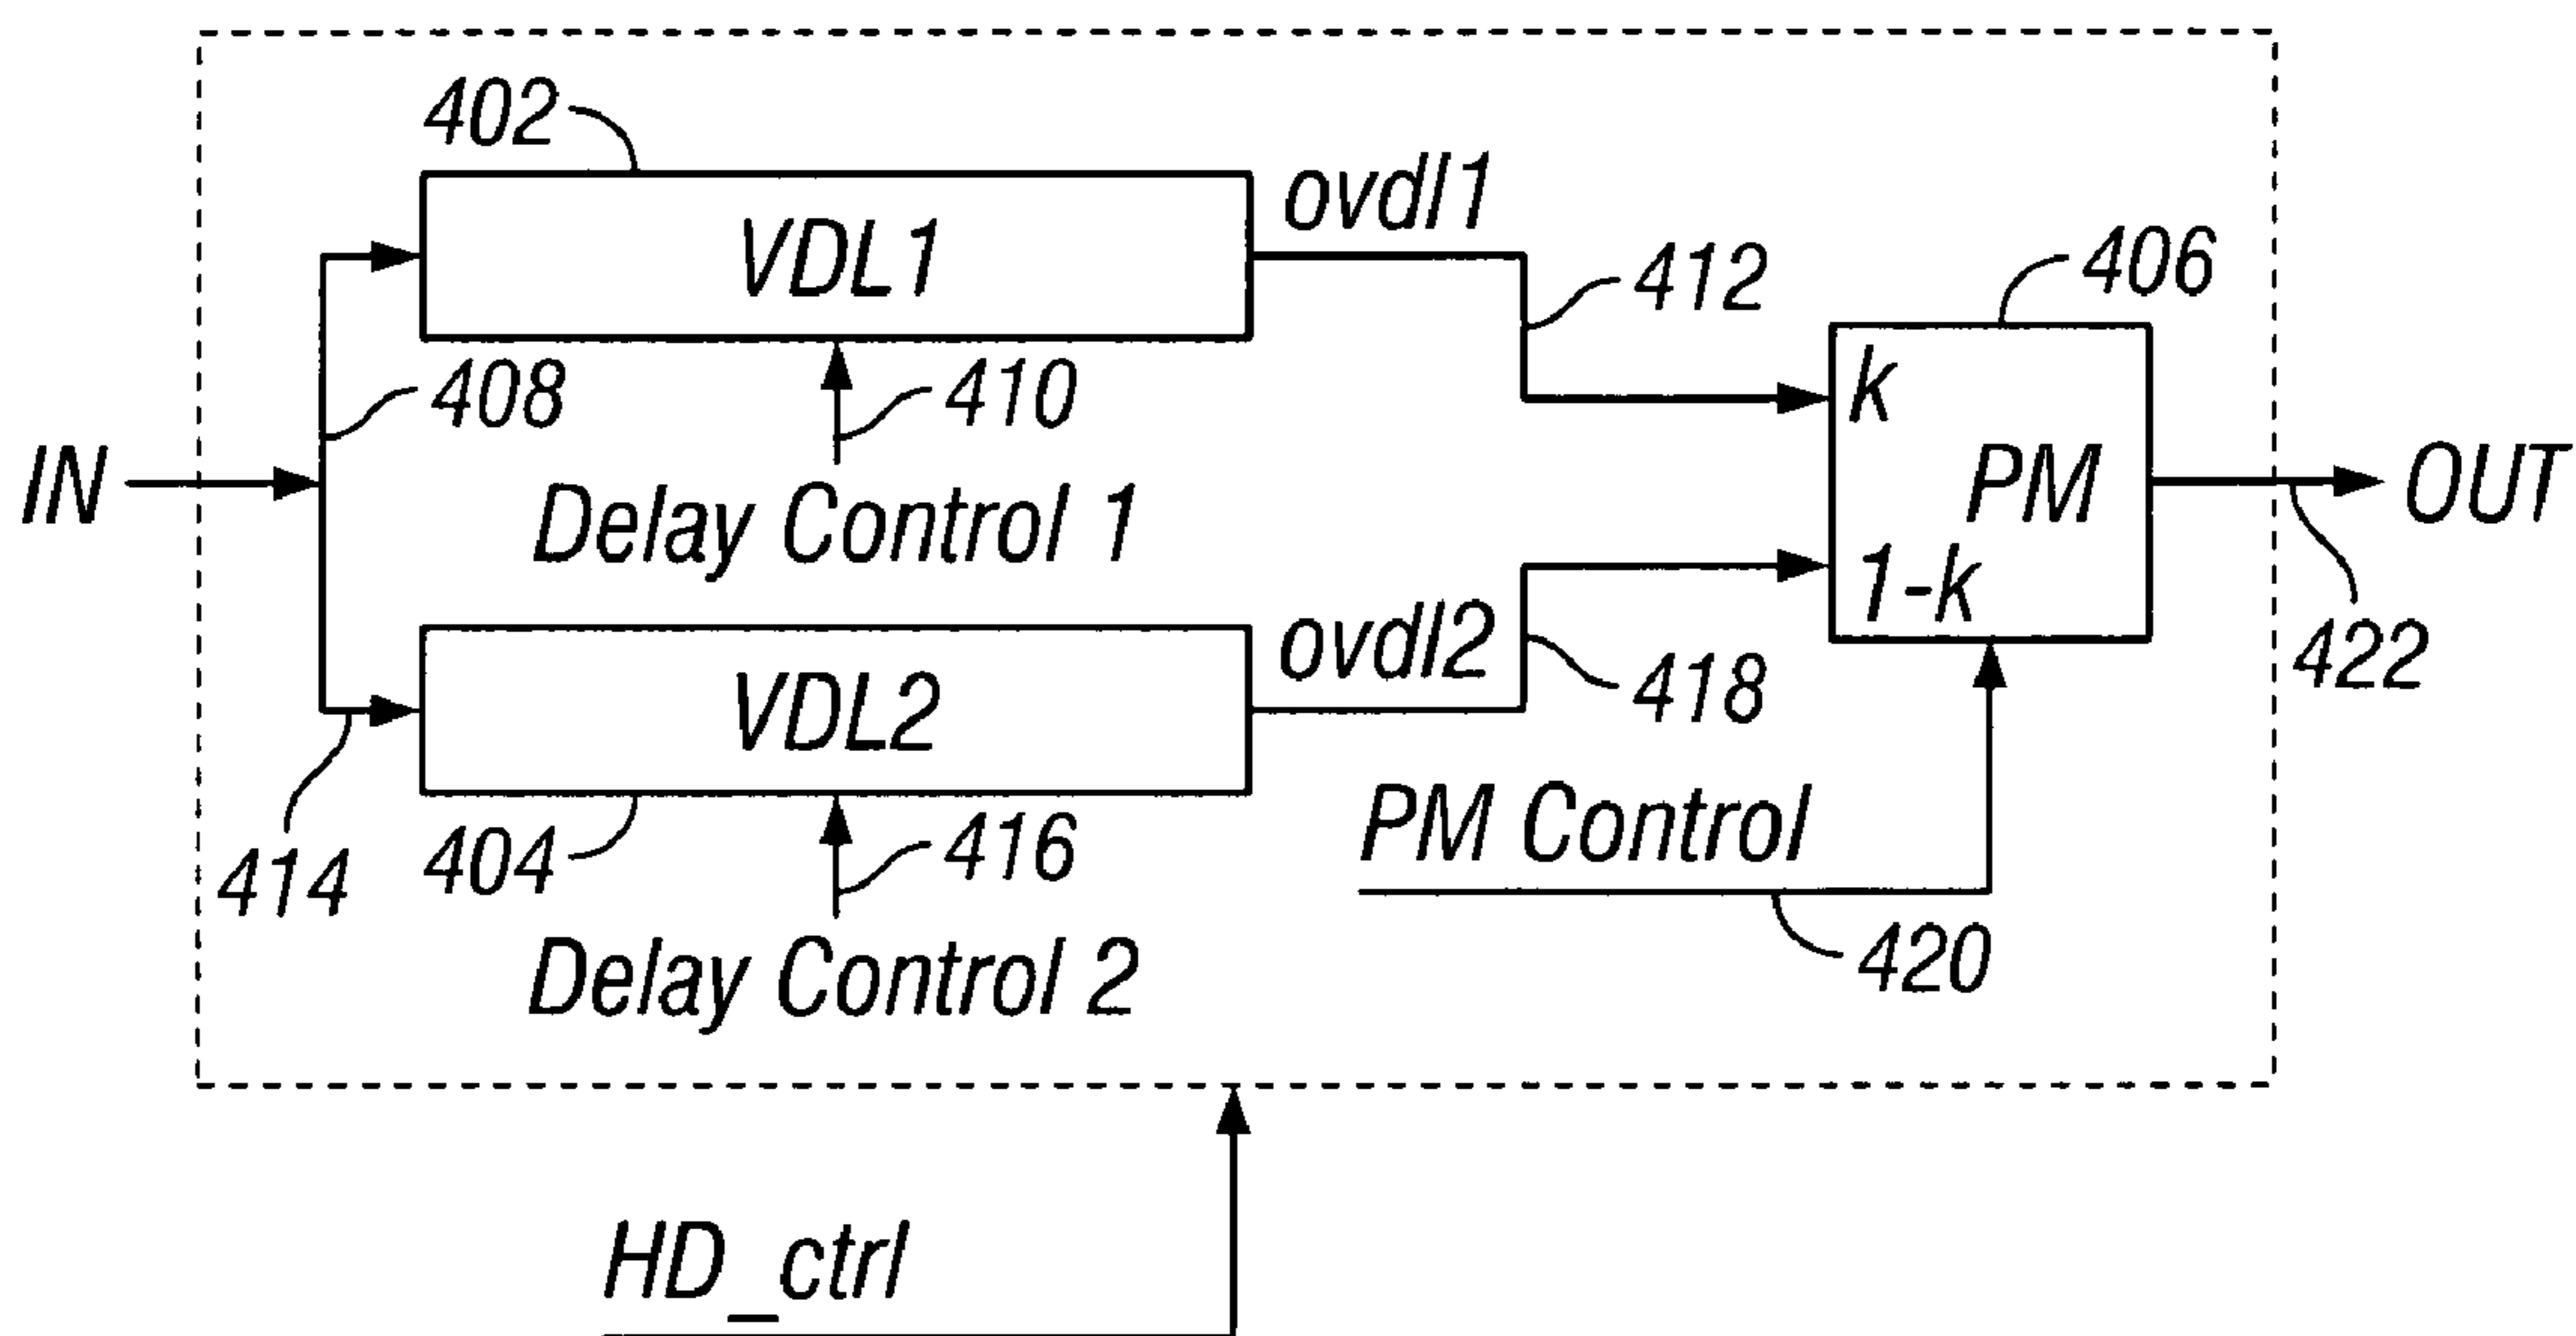 402
ovdl1
VDL1
412
406
408
410
k
IN
PM
OUT
Delay Control 1
1-k
ovdl2
418
422
VDL2
414
404
416
PM Control
420
Delay Control 2
HD_ctrl